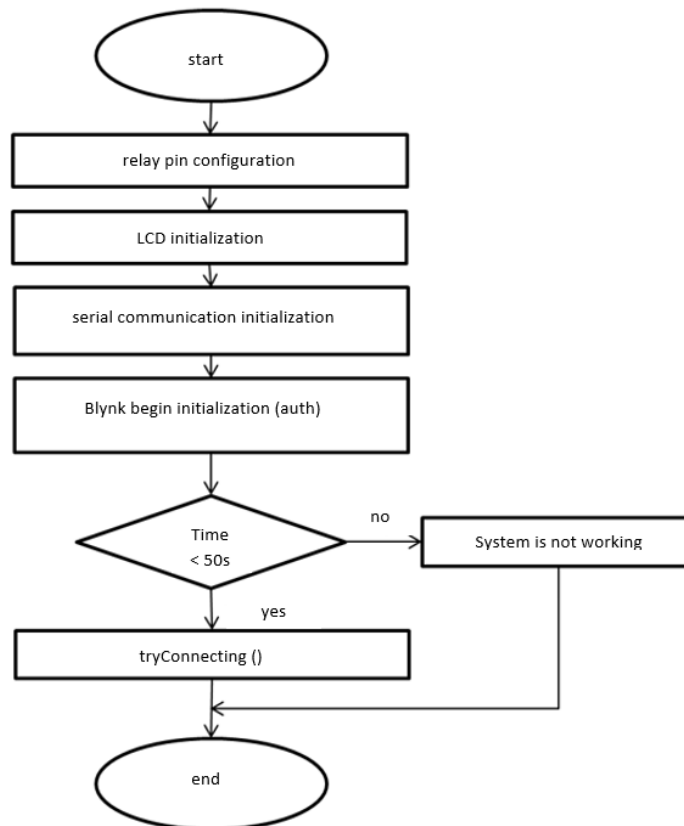 start
relay pin configuration
LCD initialization
serial communication initialization
Blynk begin initialization (auth)
Time
< 50s
no
System is not working
yes
tryConnecting ()
end